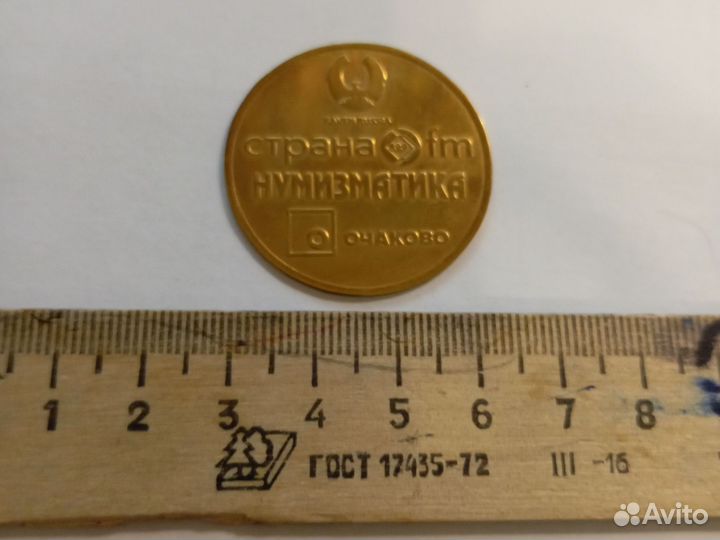 страна fm
НУМИЗМАТИКА
О ОЧАКОВО
1 2 3 4 5 6 7 8
ГОСТ 17435-72 III -16
Avito